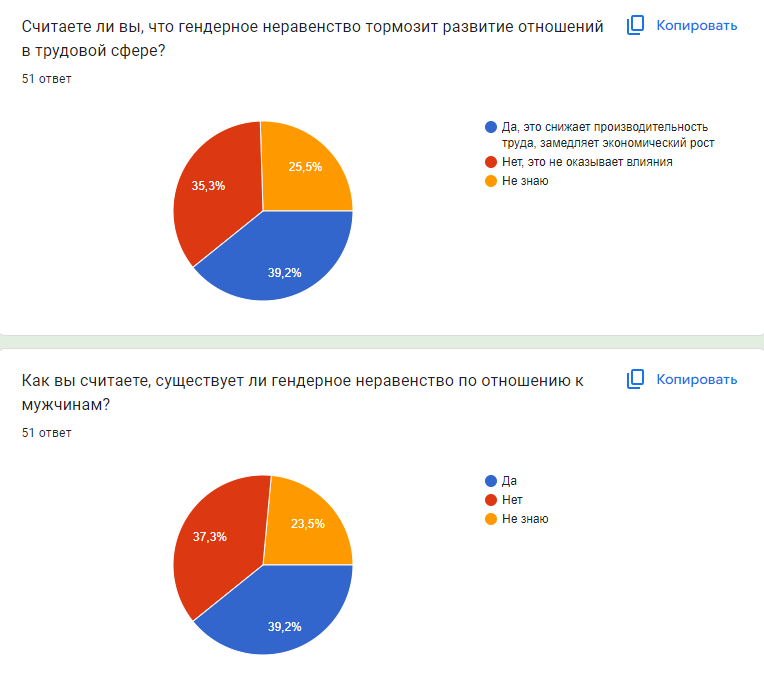 Считаете ли вы, что гендерное неравенство тормозит развитие отношений
в трудовой сфере?
Копировать
51 ответ
Да, это снижает производительность
труда, замедляет экономический рост
Нет, это не оказывает влияния
Не знаю
25,5%
35,3%
39,2%
Как вы считаете, существует ли гендерное неравенство по отношению к
мужчинам?
Копировать
51 ответ
Да
Нет
Не знаю
23,5%
37,3%
39,2%